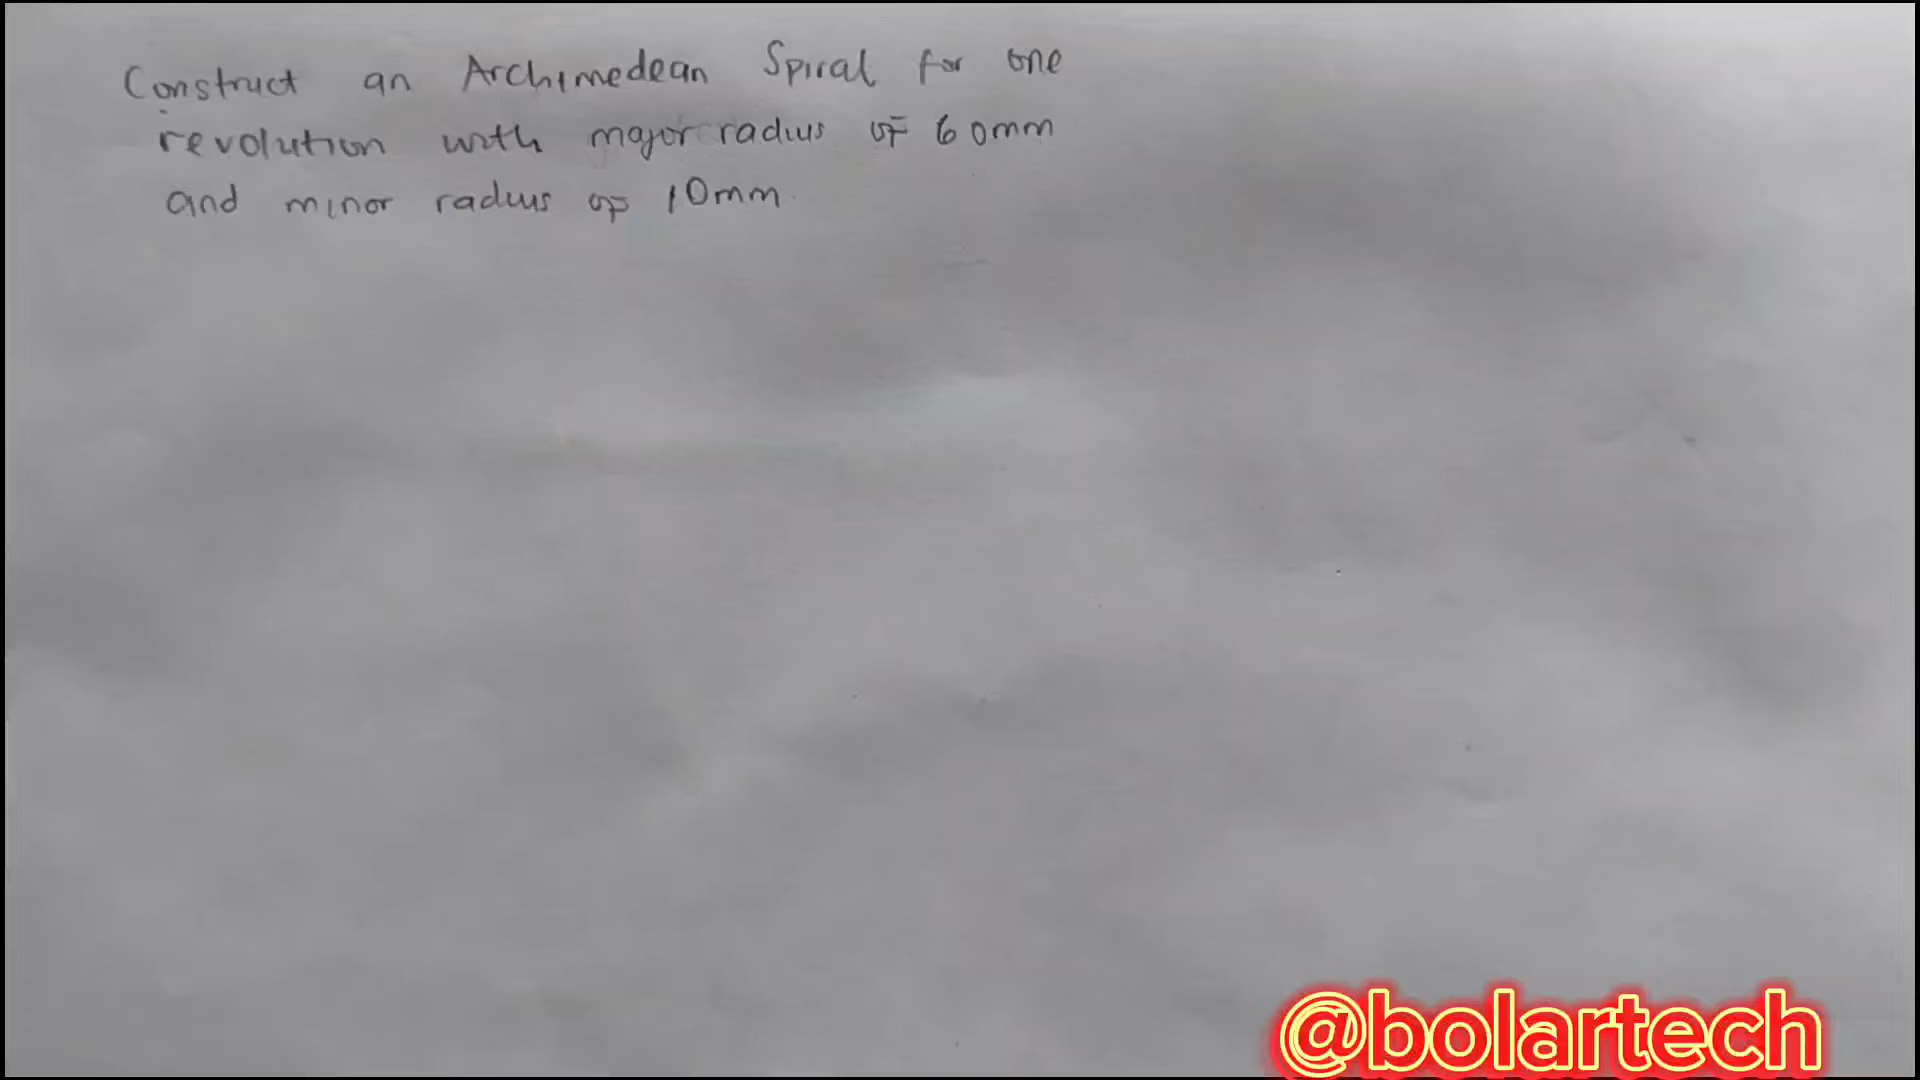 Construct an Archimedean Spiral for one
revolution with major radius of 60mm
and minor radius of 10mm.
@bolartech